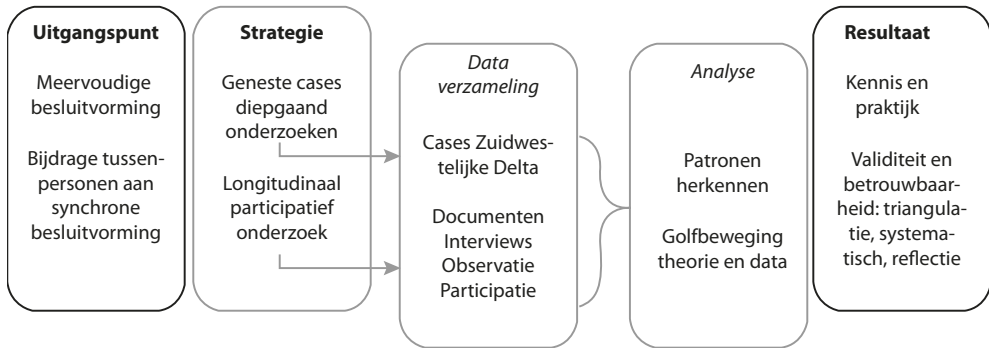 Uitgangspunt
Meervoudige
besluitvorming
Bijdrage tussen-
personen aan
synchrone
besluitvorming
Strategie
Geneste cases
diepgaand
onderzoeken
Longitudinaal
participatief
onderzoek
Data
verzameling
Cases Zuidwes-
telijke Delta
Documenten
Interviews
Observatie
Participatie
Analyse
Patronen
herkennen
Golfbeweging
theorie en data
Resultaat
Kennis en
praktijk
Validiteit en
betrouwbaar-
heid: triangula-
tie, systema-
tisch, reflectie